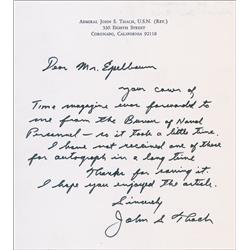 ADMIRAL JOHN S. THACH, U.S.N. (RET.)
530 EIGHTH STREET
CORONADO, CALIFORNIA 92118
Dear Mr. Epelbaum
your cover of
Time magazine was forwarded to
me from the Bureau of Naval
Personnel - so it took a little time.
I have not received one of those
for autograph in a long time
Thanks for saving it.
I hope you enjoyed the article.
Sincerely
John S Thach